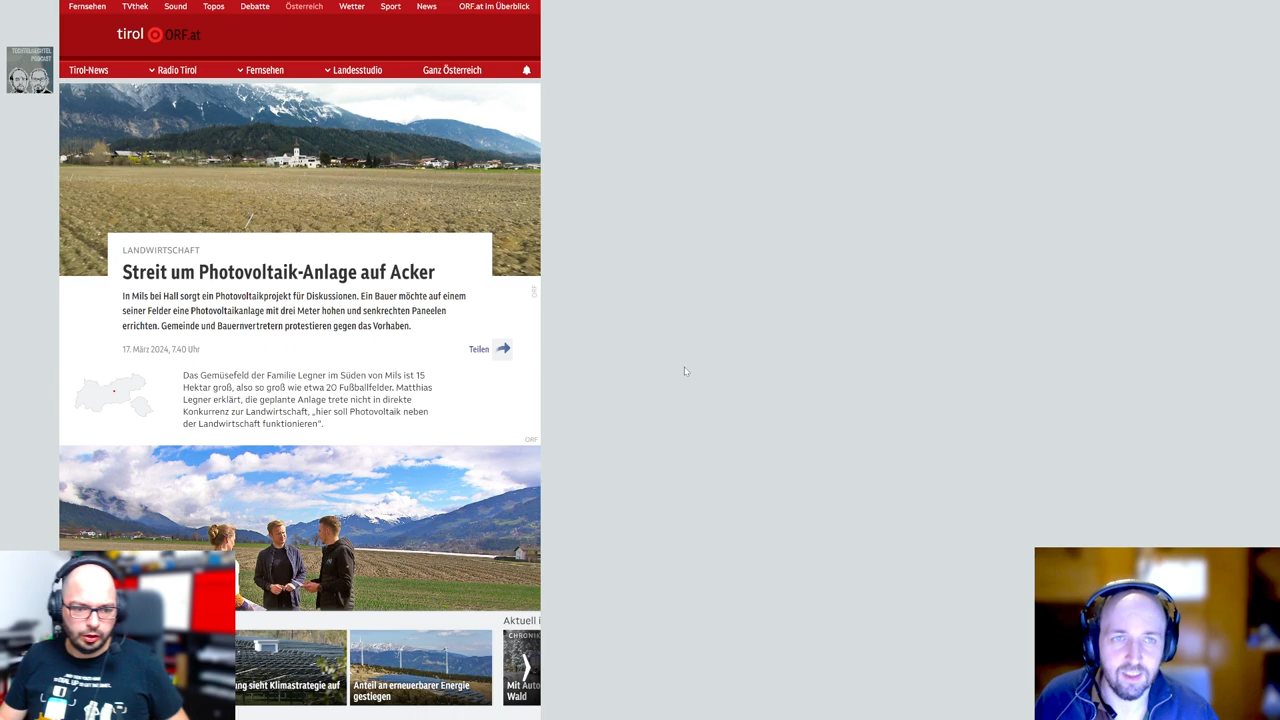 Fernsehen TVthek Sound Topos Debatte Österreich Wetter Sport News ORF.at im Überblick
tirol ORF.at
Tirol-News Radio Tirol Fernsehen Landesstudio Ganz Österreich
TECHTELMECHTEL
PODCAST
LANDWIRTSCHAFT
Streit um Photovoltaik-Anlage auf Acker
In Mils bei Hall sorgt ein Photovoltaikprojekt für Diskussionen. Ein Bauer möchte auf einem
seiner Felder eine Photovoltaikanlage mit drei Meter hohen und senkrechten Paneelen
errichten. Gemeinde und Bauernvertretern protestieren gegen das Vorhaben.
ORF
17. März 2024, 7.40 Uhr
Teilen
Das Gemüsefeld der Familie Legner im Süden von Mils ist 15
Hektar groß, also so groß wie etwa 20 Fußballfelder. Matthias
Legner erklärt, die geplante Anlage trete nicht in direkte
Konkurrenz zur Landwirtschaft, „hier soll Photovoltaik neben
der Landwirtschaft funktionieren“.
ORF
Aktuell i
CHRONIK
ng sieht Klimastrategie auf
Anteil an erneuerbarer Energie
gestiegen
Mit Auto
Wald